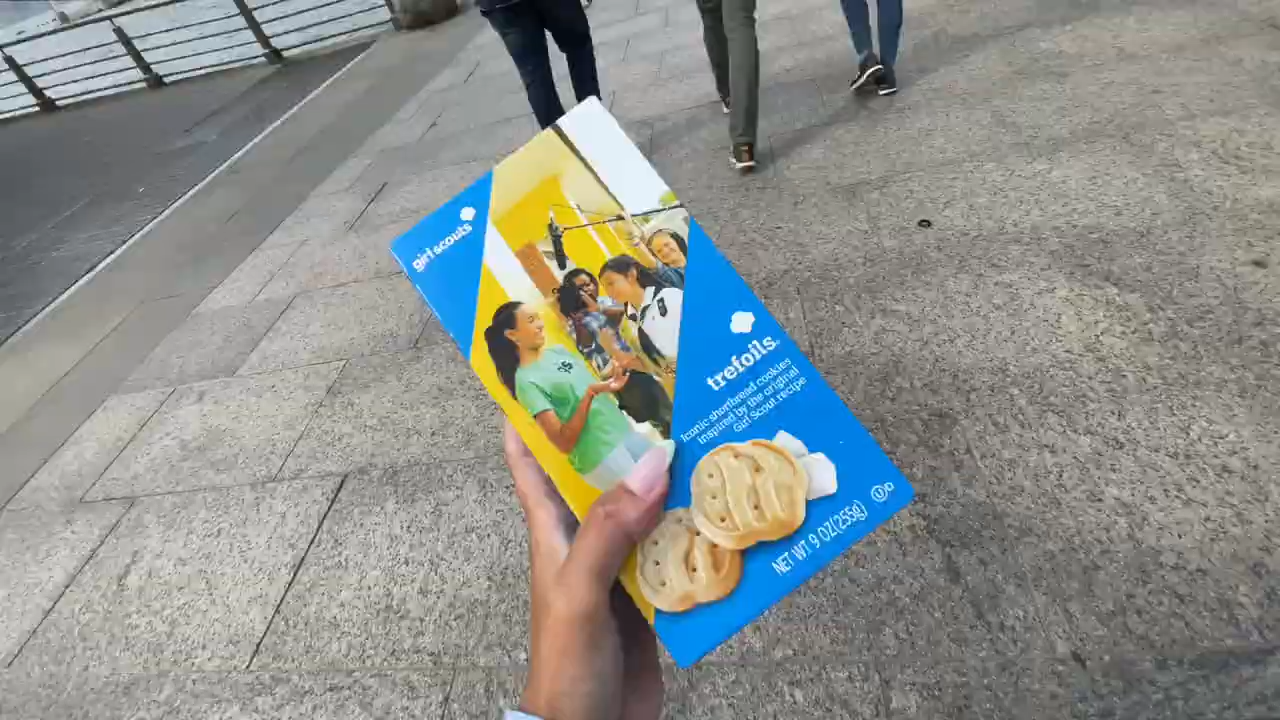 girl scouts
trefoils®
Iconic shortbread cookies
inspired by the original
Girl Scout recipe
NET WT 9 OZ (255g)
U D